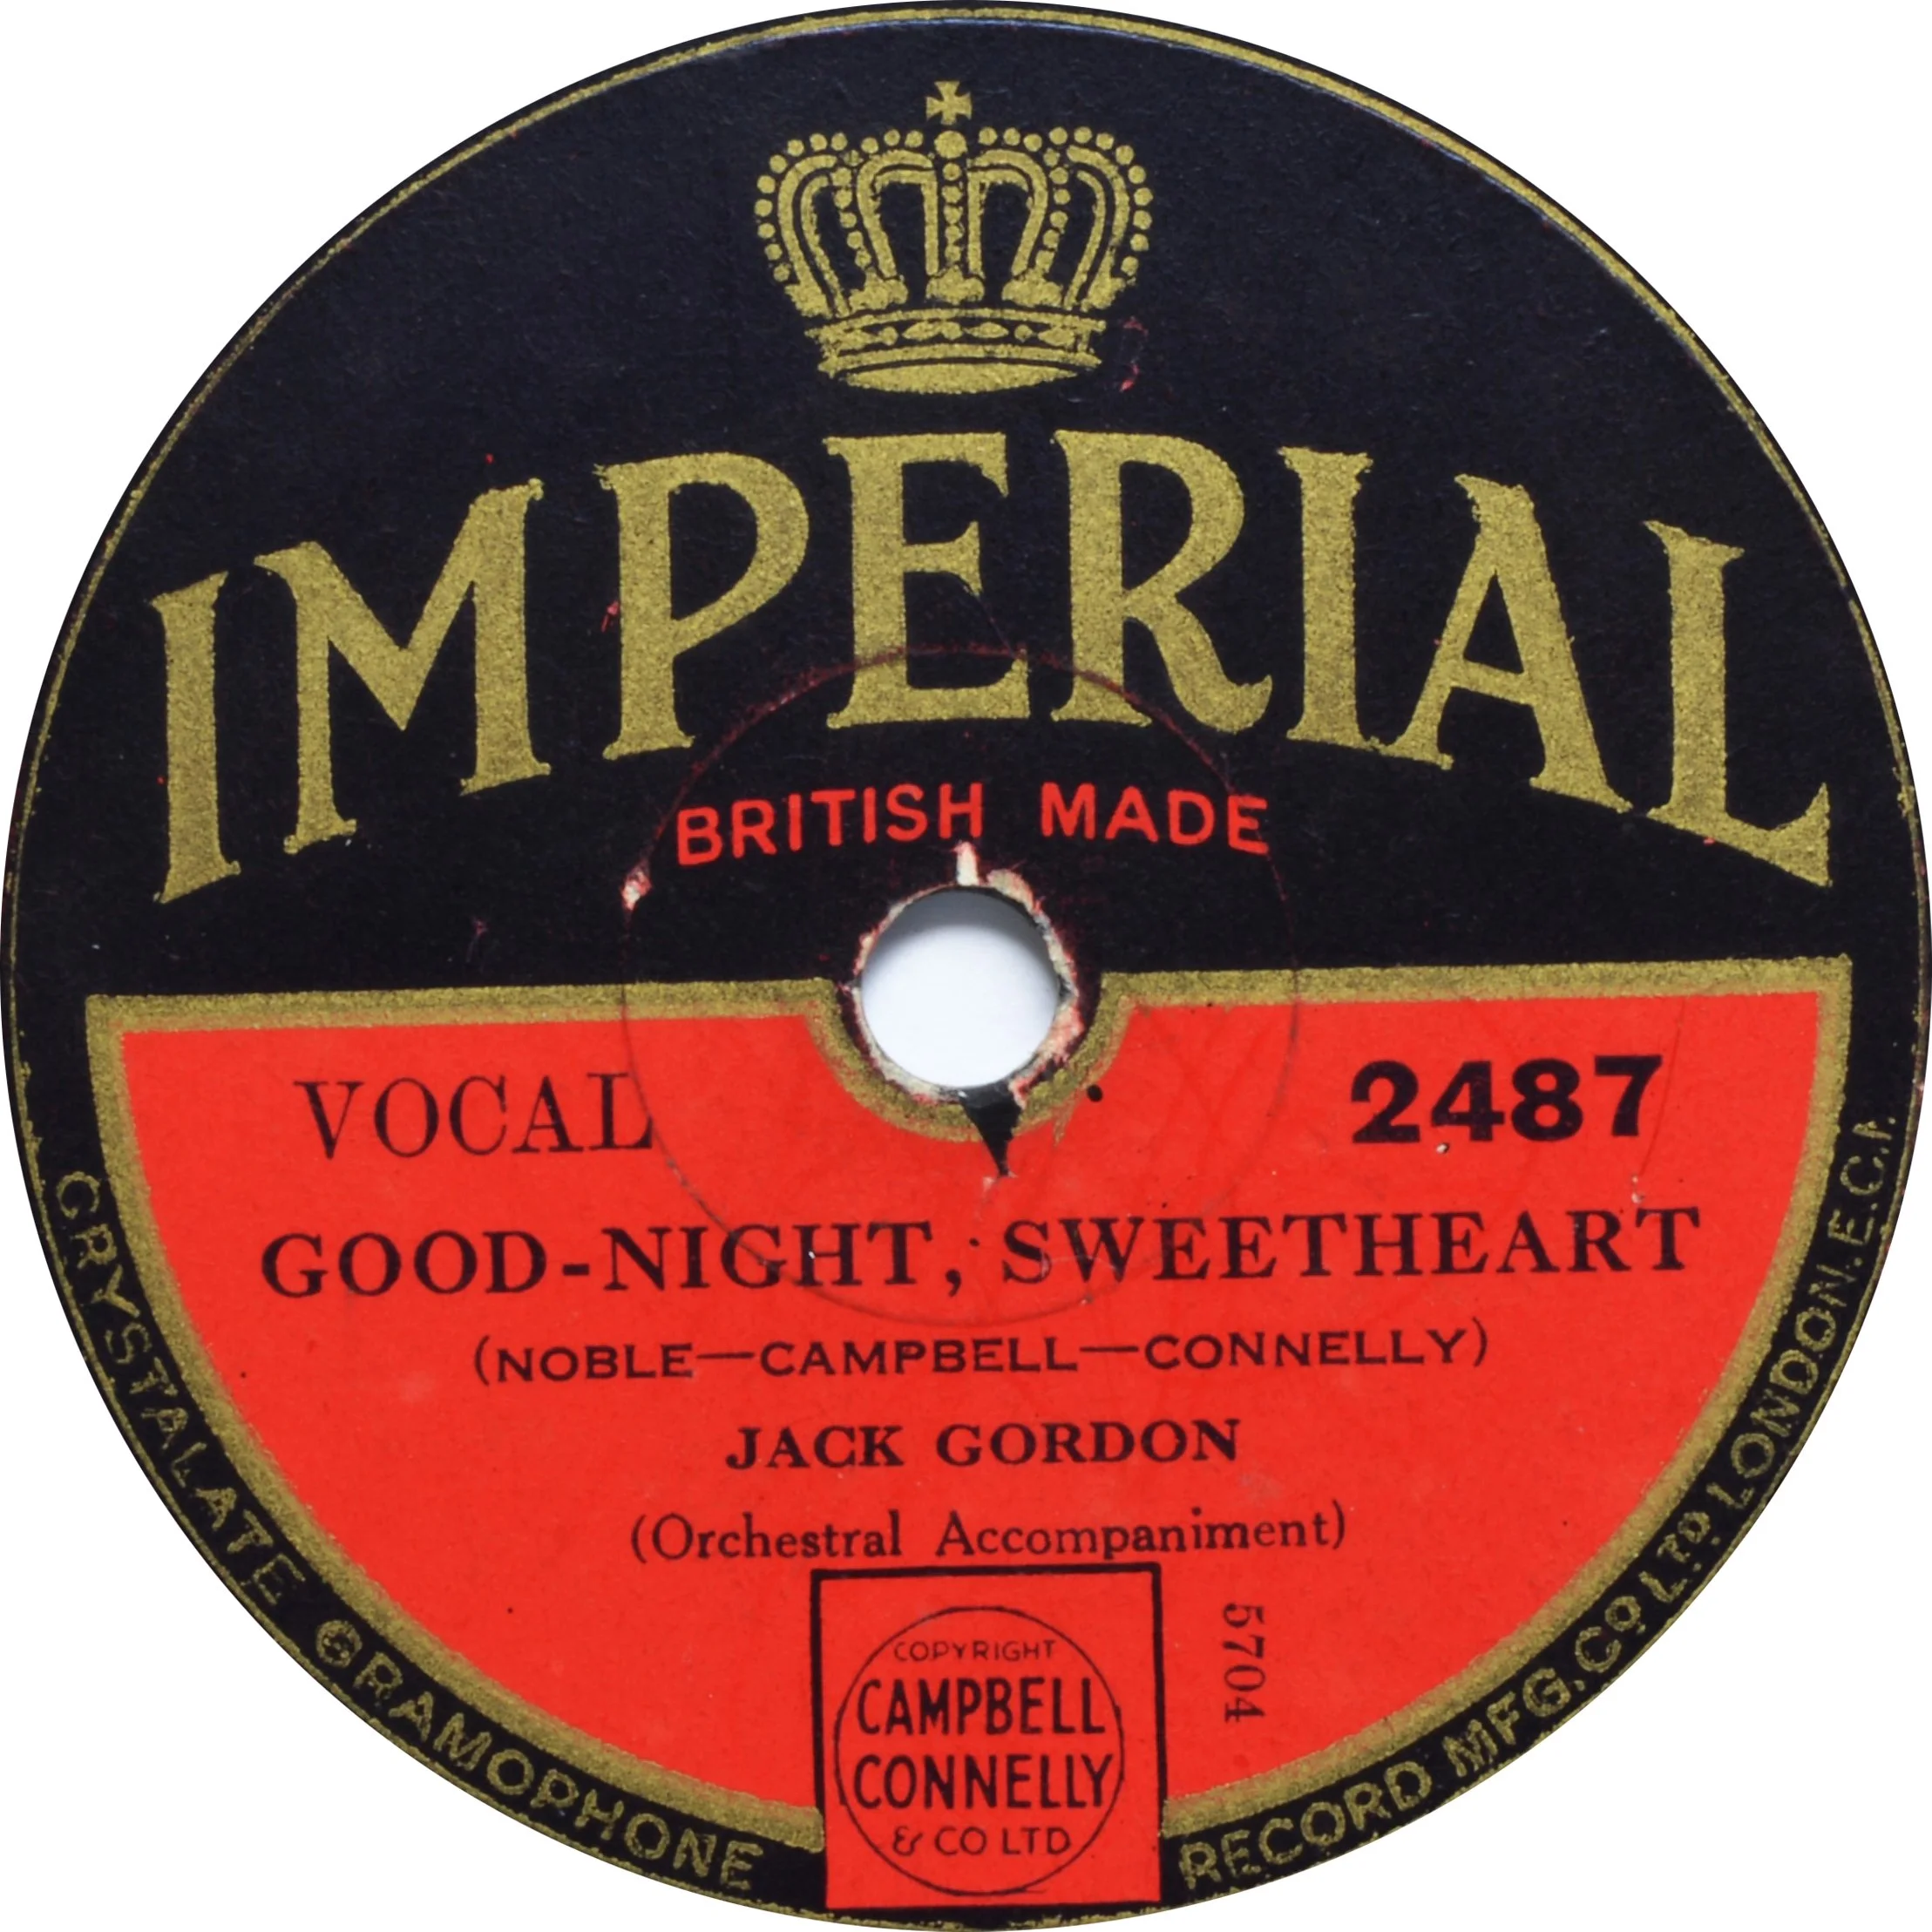 IMPERIAL
BRITISH MADE
VOCAL
2487
GOOD-NIGHT, SWEETHEART
(NOBLE—CAMPBELL—CONNELLY)
JACK GORDON
(Orchestral Accompaniment)
5704
COPYRIGHT
CAMPBELL
CONNELLY
& CO LTD
CRYSTALATE GRAMOPHONE RECORD MFG. CO LTD. LONDON. E.C.1.